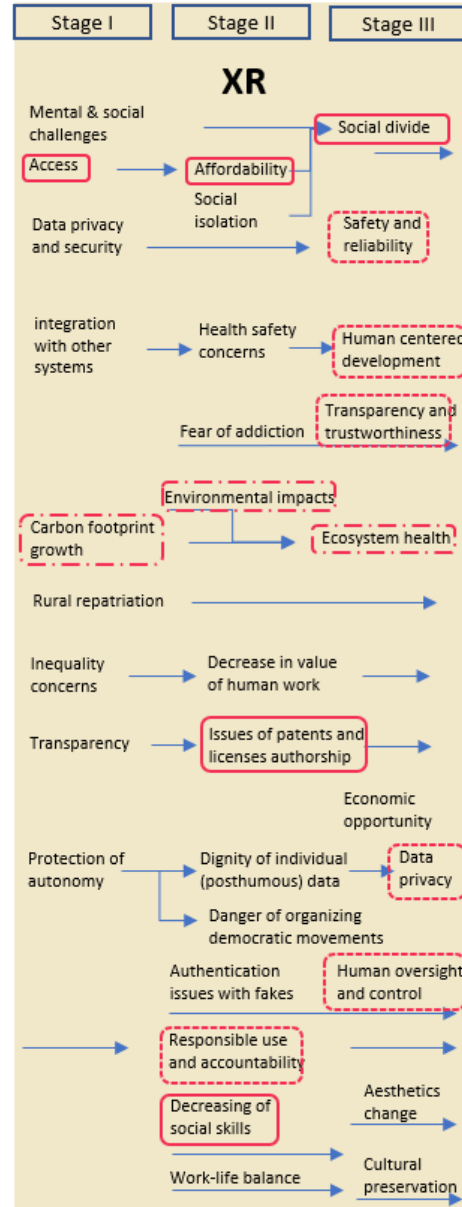 Stage I
Stage II
Stage III
XR
Mental & social
challenges
Social divide
Access
Affordability
Social
isolation
Data privacy
and security
Safety and
reliability
integration
with other
systems
Health safety
concerns
Human centered
development
Transparency and
trustworthiness
Fear of addiction
Environmental impacts
Carbon footprint
growth
Ecosystem health
Rural repatriation
Inequality
concerns
Decrease in value
of human work
Transparency
Issues of patents and
licenses authorship
Economic
opportunity
Protection of
autonomy
Dignity of individual
(posthumous) data
Data
privacy
Danger of organizing
democratic movements
Authentication
issues with fakes
Human oversight
and control
Responsible use
and accountability
Decreasing of
social skills
Aesthetics
change
Work-life balance
Cultural
preservation